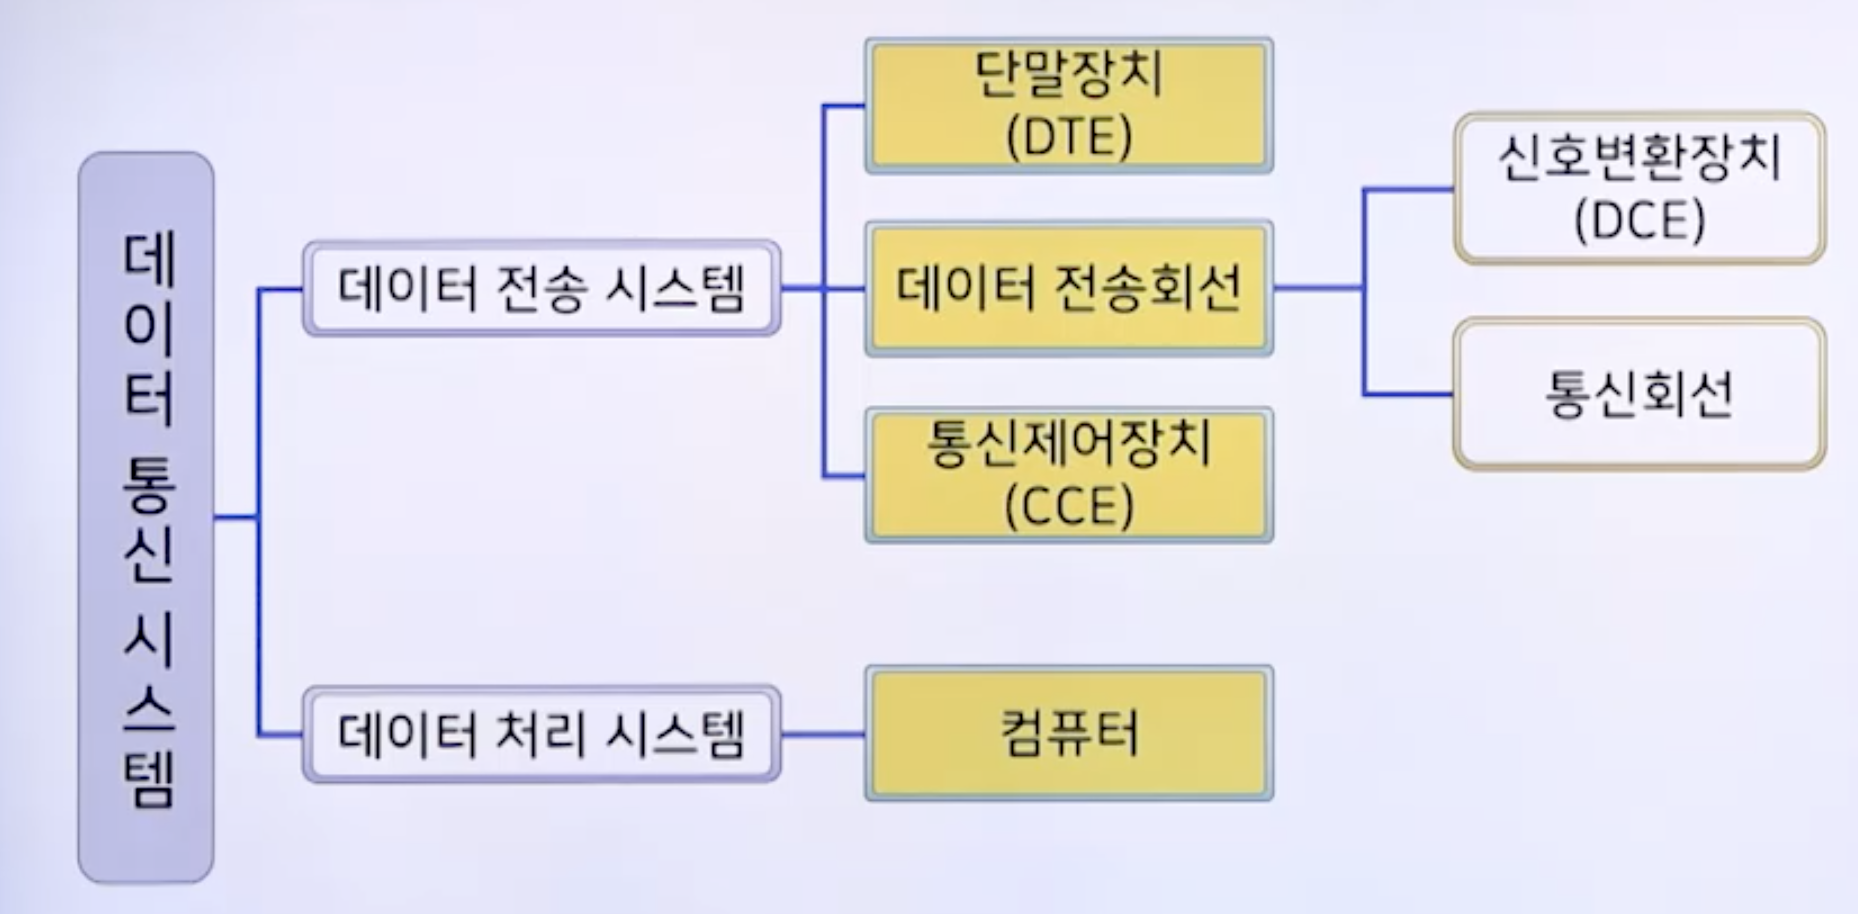 데이터 통신 시스템
데이터 전송 시스템
단말장치
(DTE)
데이터 전송회선
신호변환장치
(DCE)
통신회선
통신제어장치
(CCE)
데이터 처리 시스템
컴퓨터